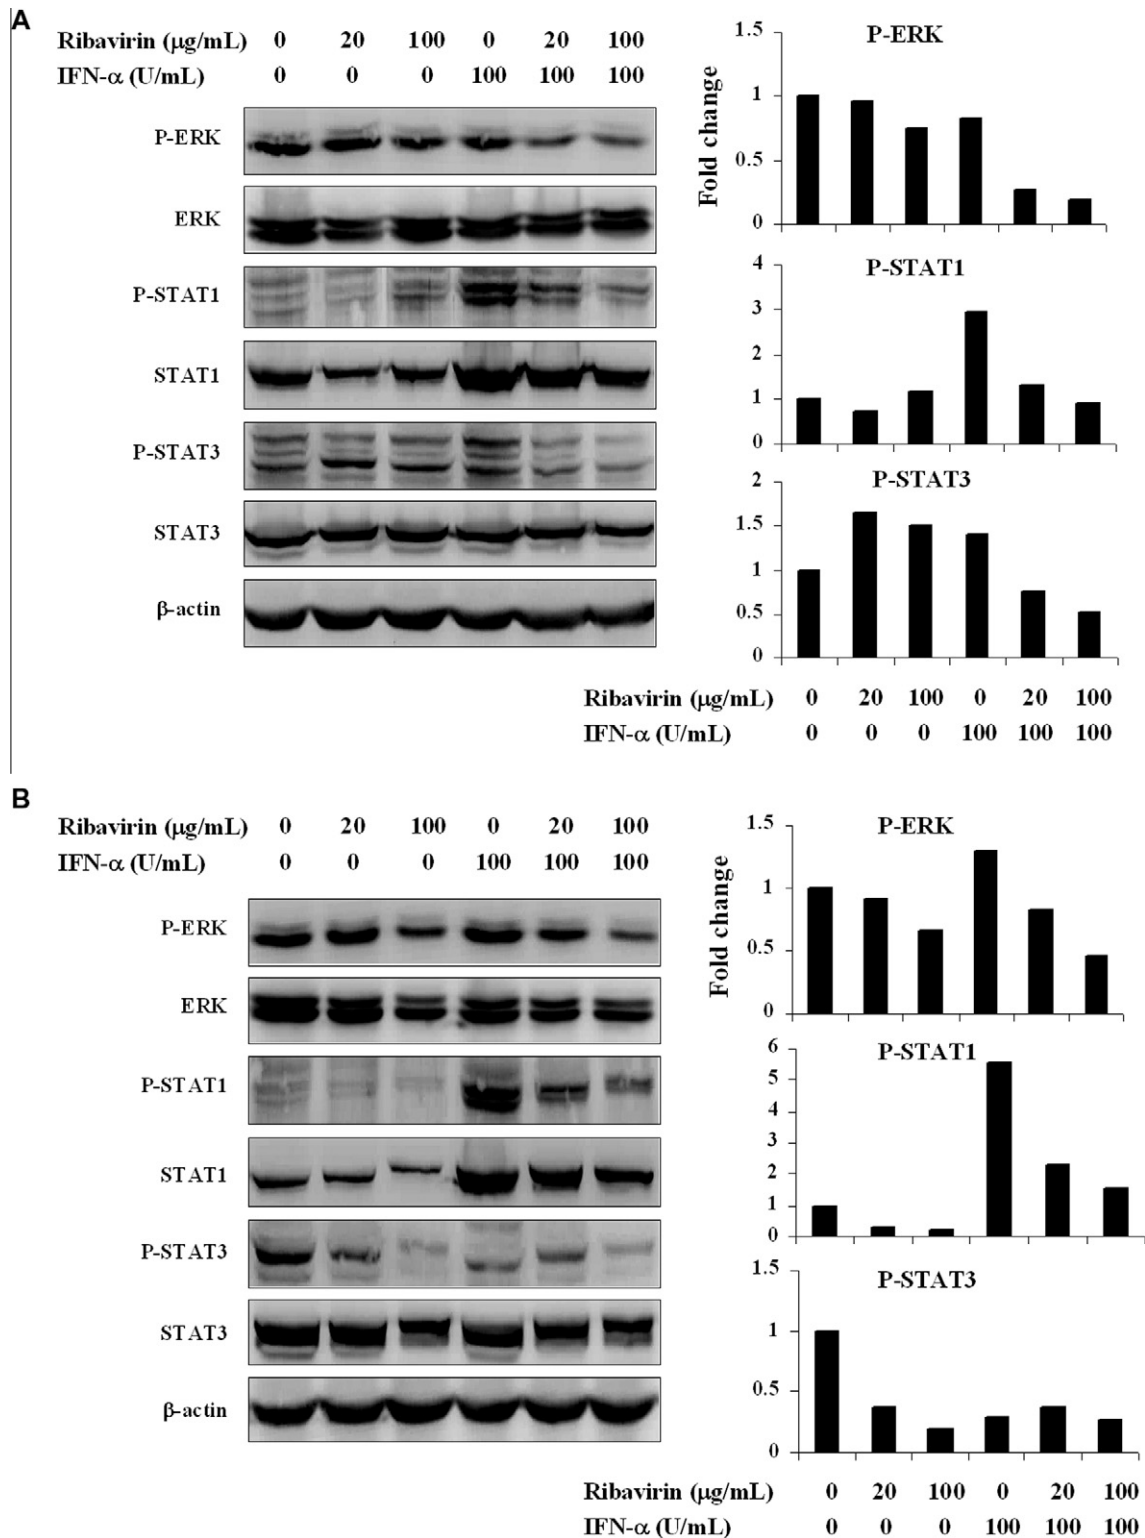 A
Ribavirin (µg/mL) 0 20 100 0 20 100
IFN-α (U/mL) 0 0 0 100 100 100
P-ERK
ERK
P-STAT1
STAT1
P-STAT3
STAT3
β-actin
P-ERK
Fold change
1.5
1
0.5
0
P-STAT1
4
3
2
1
0
P-STAT3
2
1.5
1
0.5
0
Ribavirin (µg/mL) 0 20 100 0 20 100
IFN-α (U/mL) 0 0 0 100 100 100
B
Ribavirin (µg/mL) 0 20 100 0 20 100
IFN-α (U/mL) 0 0 0 100 100 100
P-ERK
ERK
P-STAT1
STAT1
P-STAT3
STAT3
β-actin
P-ERK
Fold change
1.5
1
0.5
0
P-STAT1
6
5
4
3
2
1
0
P-STAT3
1.5
1
0.5
0
Ribavirin (µg/mL) 0 20 100 0 20 100
IFN-α (U/mL) 0 0 0 100 100 100